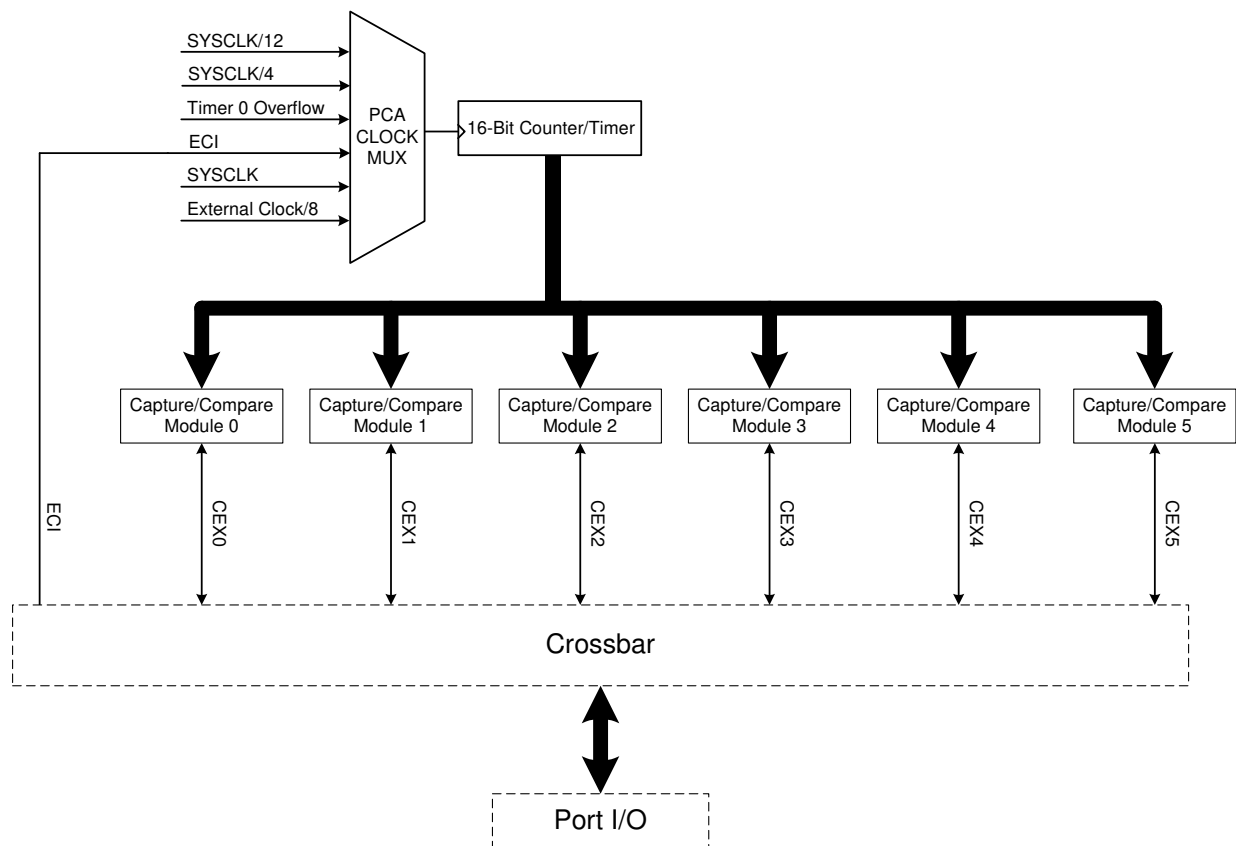 SYSCLK/12
SYSCLK/4
Timer 0 Overflow
ECI
SYSCLK
External Clock/8
PCA
CLOCK
MUX
16-Bit Counter/Timer
Capture/Compare
Module 0
Capture/Compare
Module 1
Capture/Compare
Module 2
Capture/Compare
Module 3
Capture/Compare
Module 4
Capture/Compare
Module 5
ECI
CEX0
CEX1
CEX2
CEX3
CEX4
CEX5
Crossbar
Port I/O